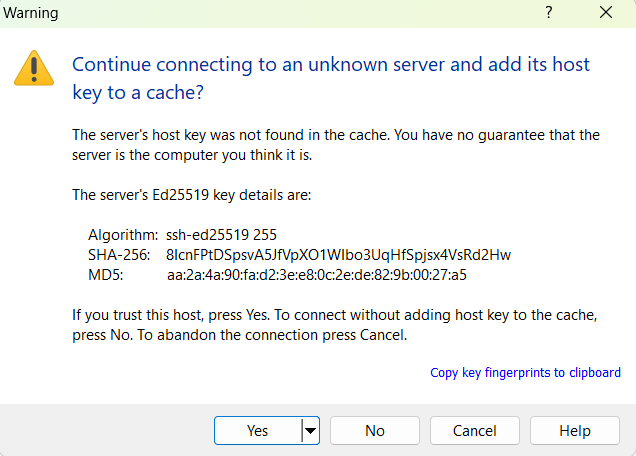 Warning
?
Continue connecting to an unknown server and add its host
key to a cache?
The server's host key was not found in the cache. You have no guarantee that the
server is the computer you think it is.
The server's Ed25519 key details are:
Algorithm: ssh-ed25519 255
SHA-256: 8IcnFPtDSpsvA5JfVpXO1WIbo3UqHfSpjsx4VsRd2Hw
MD5: aa:2a:4a:90:fa:d2:3e:e8:0c:2e:de:82:9b:00:27:a5
If you trust this host, press Yes. To connect without adding host key to the cache,
press No. To abandon the connection press Cancel.
Copy key fingerprints to clipboard
Yes
No
Cancel
Help